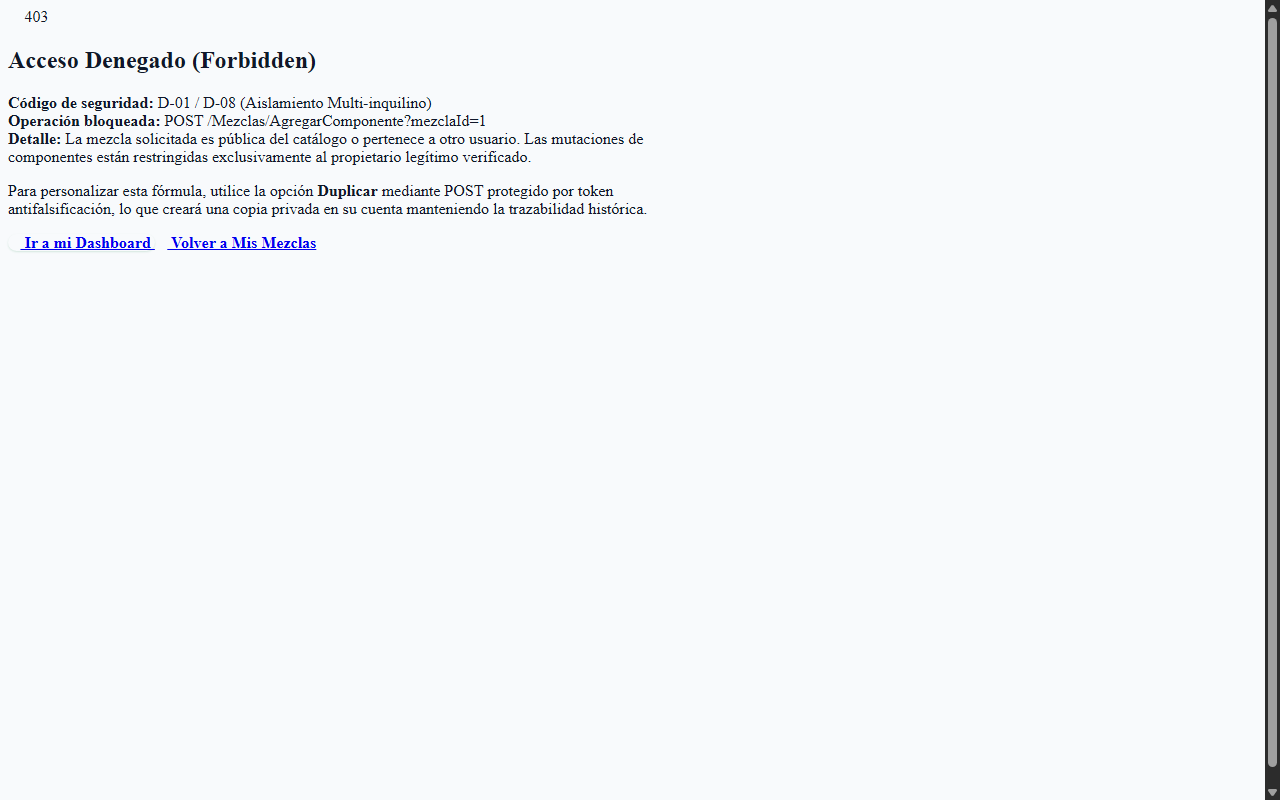 403
Acceso Denegado (Forbidden)
Código de seguridad: D-01 / D-08 (Aislamiento Multi-inquilino)
Operación bloqueada: POST /Mezclas/AgregarComponente?mezclaId=1
Detalle: La mezcla solicitada es pública del catálogo o pertenece a otro usuario. Las mutaciones de
componentes están restringidas exclusivamente al propietario legítimo verificado.
Para personalizar esta fórmula, utilice la opción Duplicar mediante POST protegido por token
antifalsificación, lo que creará una copia privada en su cuenta manteniendo la trazabilidad histórica.
Ir a mi Dashboard Volver a Mis Mezclas